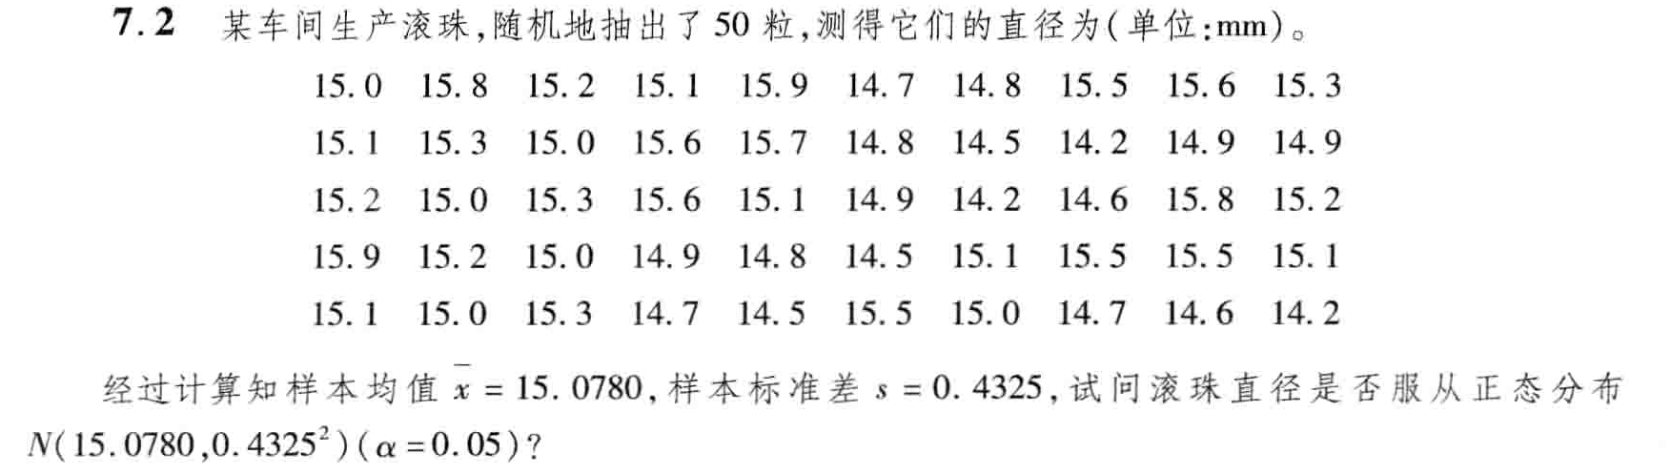 7.2 某车间生产滚珠,随机地抽出了 50 粒,测得它们的直径为(单位:mm)。
15.0 15.8 15.2 15.1 15.9 14.7 14.8 15.5 15.6 15.3
15.1 15.3 15.0 15.6 15.7 14.8 14.5 14.2 14.9 14.9
15.2 15.0 15.3 15.6 15.1 14.9 14.2 14.6 15.8 15.2
15.9 15.2 15.0 14.9 14.8 14.5 15.1 15.5 15.5 15.1
15.1 15.0 15.3 14.7 14.5 15.5 15.0 14.7 14.6 14.2
经过计算知样本均值 x̄ = 15.0780,样本标准差 s = 0.4325,试问滚珠直径是否服从正态分布
N(15.0780,0.4325²)(α=0.05)?